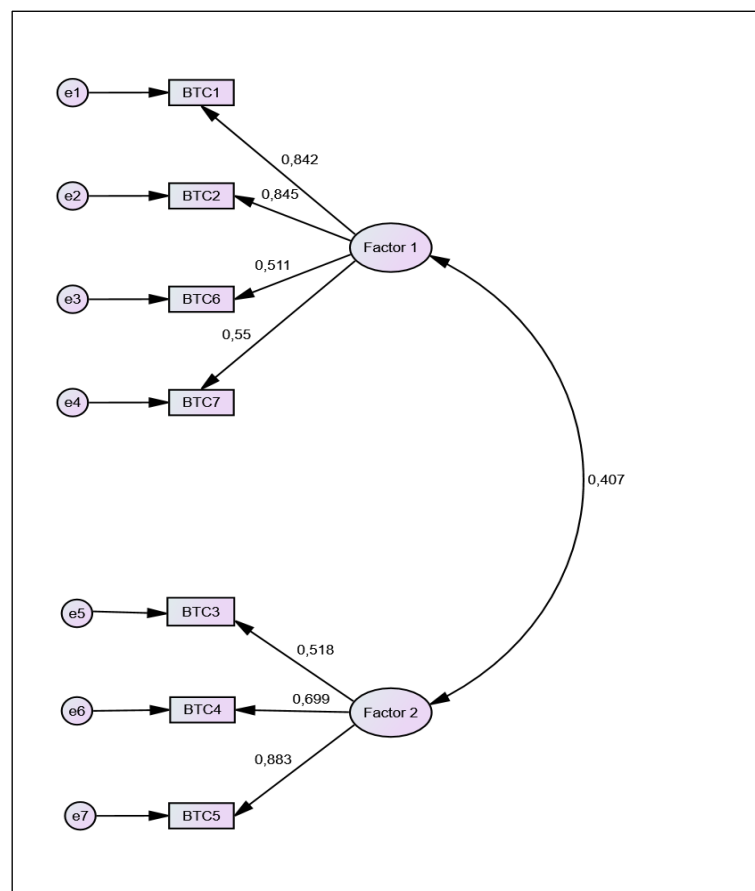 e1
BTC1
0,842
e2
BTC2
0,845
Factor 1
0,511
e3
BTC6
0,55
e4
BTC7
0,407
e5
BTC3
0,518
e6
BTC4
0,699
Factor 2
0,883
e7
BTC5